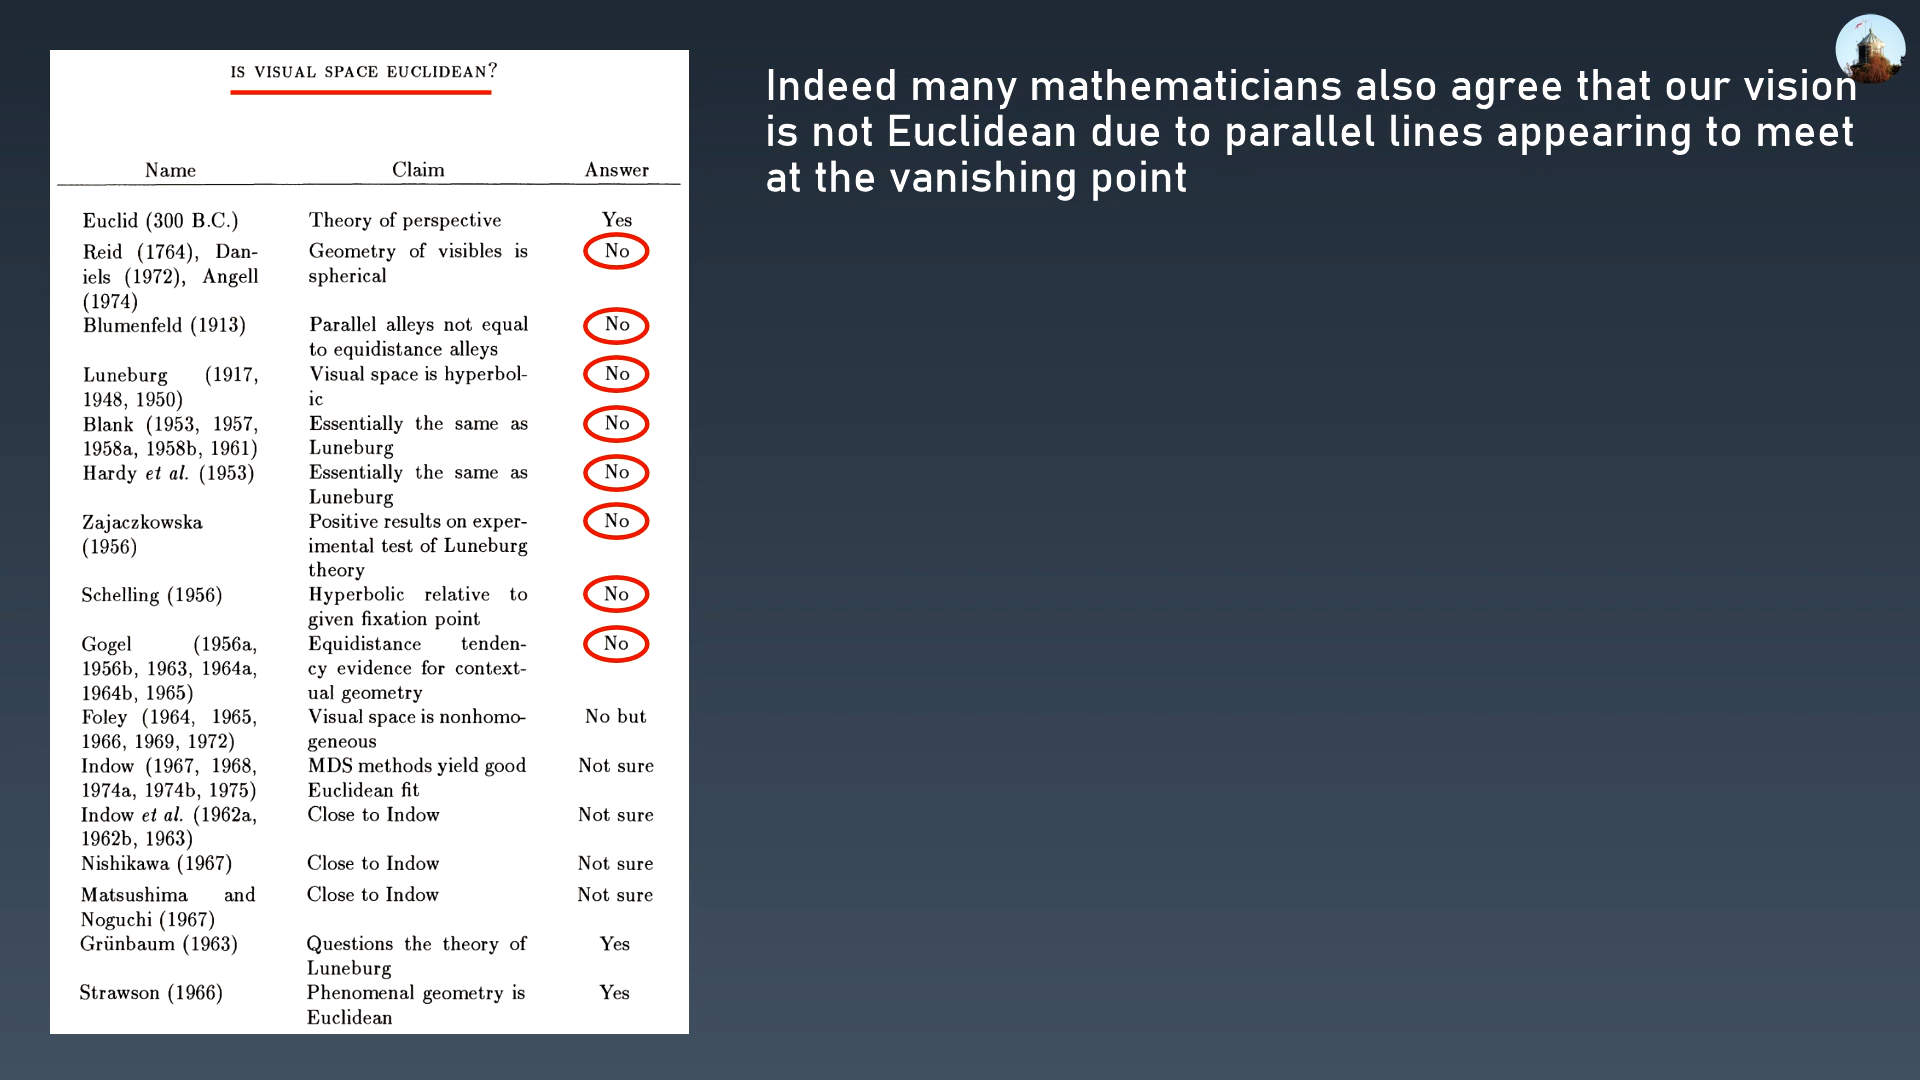 IS VISUAL SPACE EUCLIDEAN?
Name Claim Answer
Euclid (300 B.C.) Theory of perspective Yes
Reid (1764), Dan- Geometry of visibles is No
iels (1972), Angell spherical
(1974)
Blumenfeld (1913) Parallel alleys not equal No
to equidistance alleys
Luneburg (1917, Visual space is hyperbol- No
1948, 1950) ic
Blank (1953, 1957, Essentially the same as No
1958a, 1958b, 1961) Luneburg
Hardy et al. (1953) Essentially the same as No
Luneburg
Zajaczkowska Positive results on exper- No
(1956) imental test of Luneburg
theory
Schelling (1956) Hyperbolic relative to No
given fixation point
Gogel (1956a, Equidistance tenden- No
1956b, 1963, 1964a, cy evidence for context-
1964b, 1965) ual geometry
Foley (1964, 1965, Visual space is nonhomo- No but
1966, 1969, 1972) geneous
Indow (1967, 1968, MDS methods yield good Not sure
1974a, 1974b, 1975) Euclidean fit
Indow et al. (1962a, Close to Indow Not sure
1962b, 1963)
Nishikawa (1967) Close to Indow Not sure
Matsushima and Close to Indow Not sure
Noguchi (1967)
Grünbaum (1963) Questions the theory of Yes
Luneburg
Strawson (1966) Phenomenal geometry is Yes
Euclidean
Indeed many mathematicians also agree that our vision
is not Euclidean due to parallel lines appearing to meet
at the vanishing point